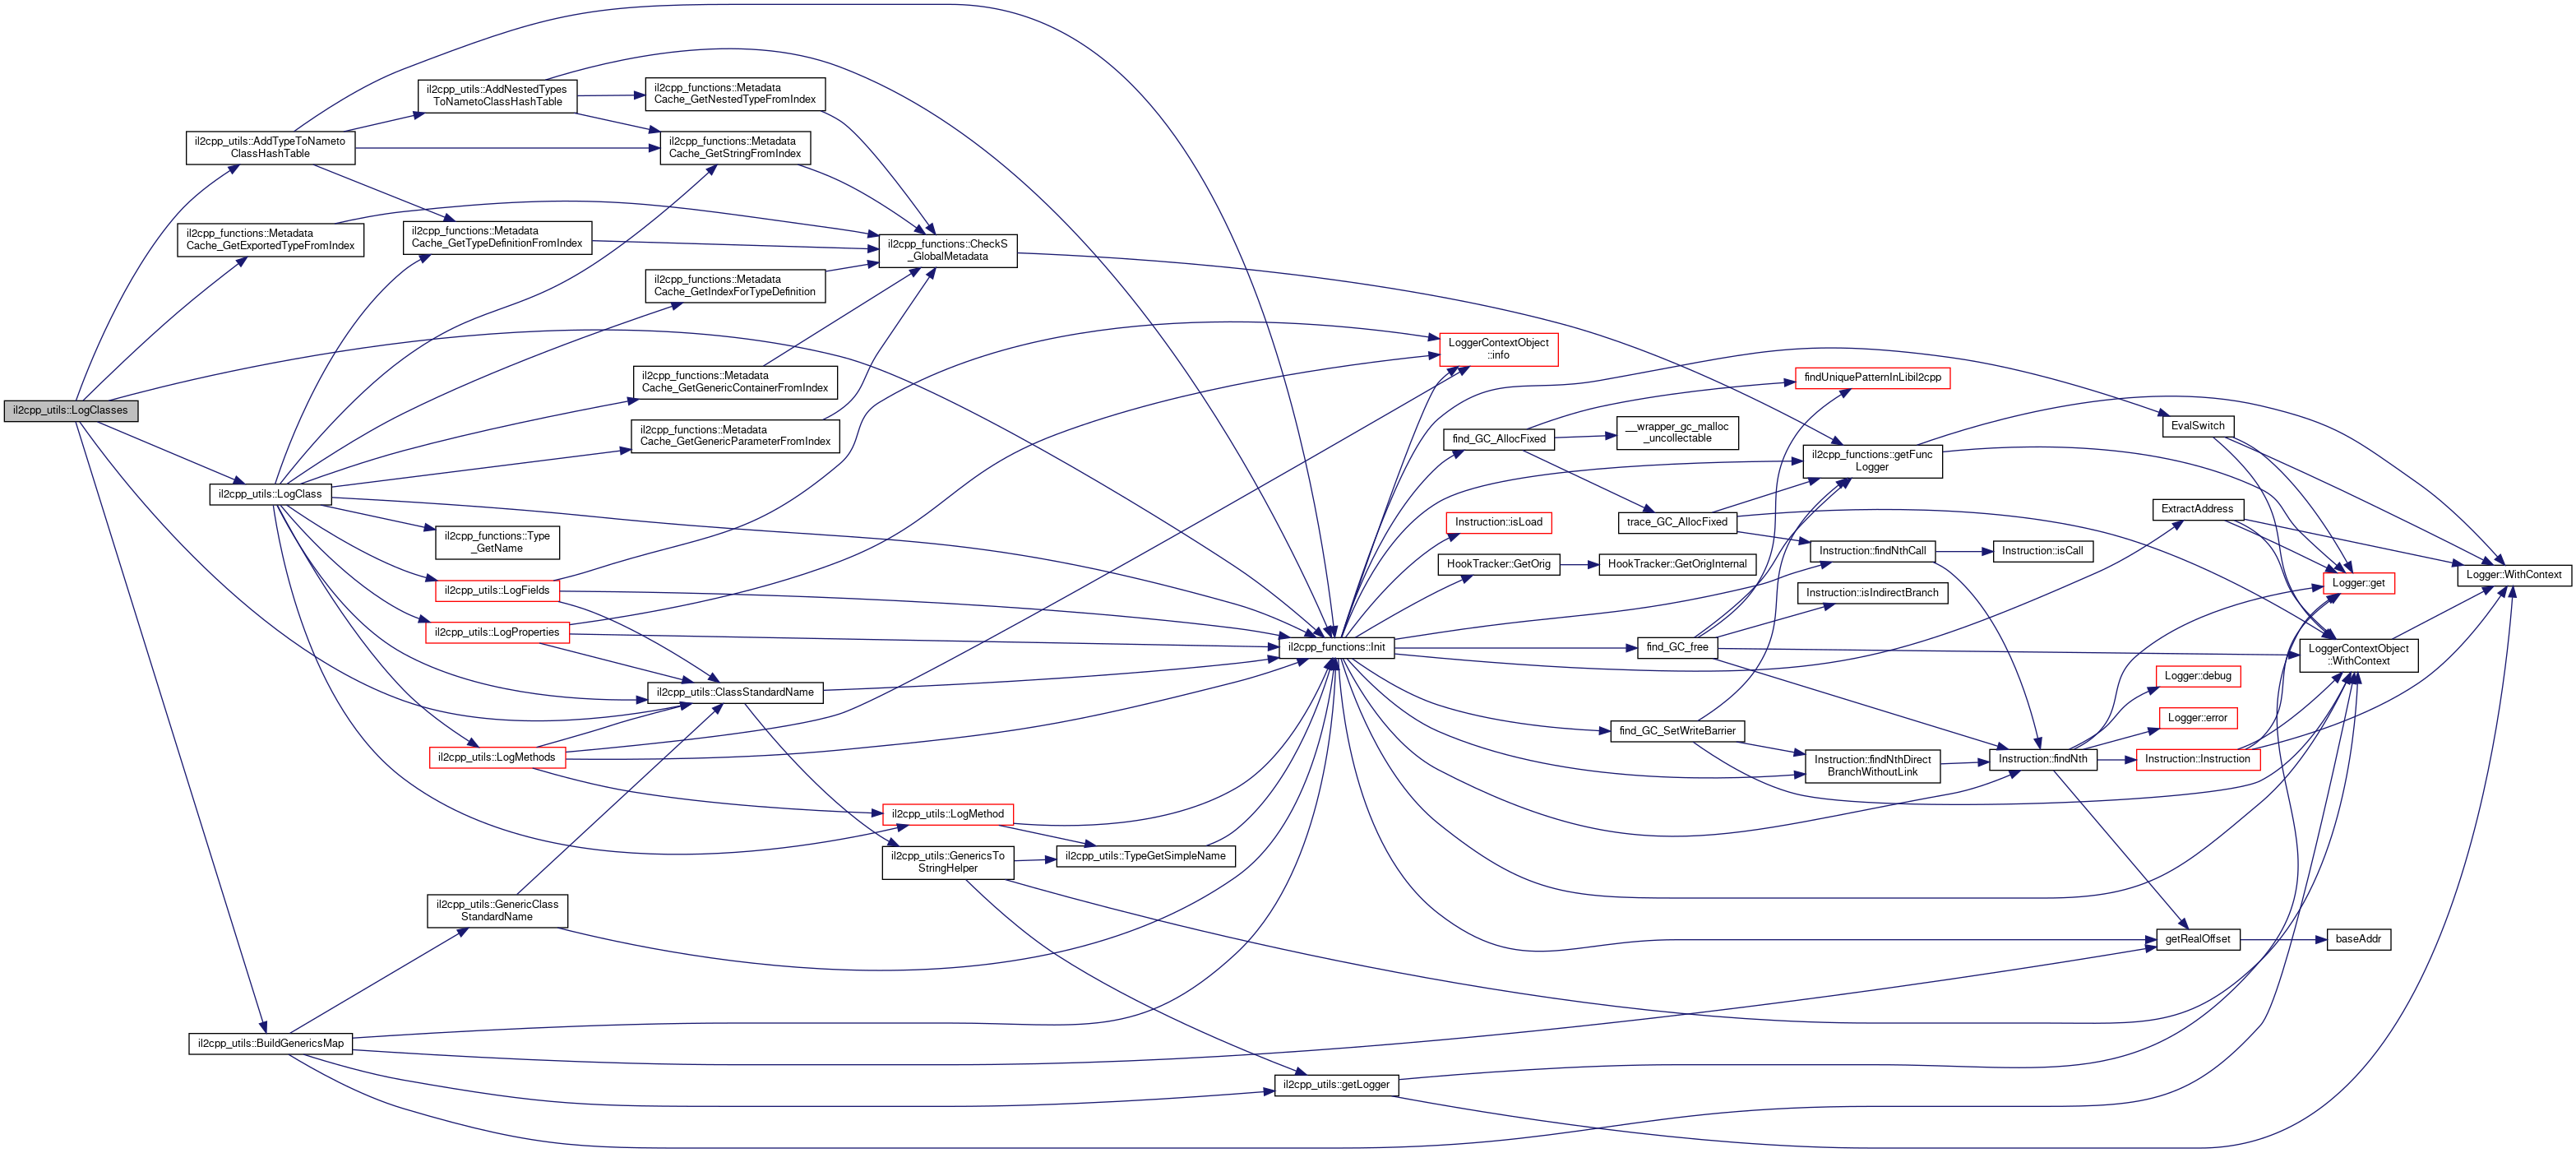 il2cpp_utils::LogClasses
il2cpp_utils::AddTypeToNameto
ClassHashTable
il2cpp_functions::Metadata
Cache_GetExportedTypeFromIndex
il2cpp_utils::LogClass
il2cpp_utils::BuildGenericsMap
il2cpp_utils::AddNestedTypes
ToNametoClassHashTable
il2cpp_functions::Metadata
Cache_GetTypeDefinitionFromIndex
il2cpp_functions::Type
_GetName
il2cpp_utils::LogFields
il2cpp_utils::LogProperties
il2cpp_utils::LogMethods
il2cpp_utils::GenericClass
StandardName
il2cpp_functions::Metadata
Cache_GetNestedTypeFromIndex
il2cpp_functions::Metadata
Cache_GetStringFromIndex
il2cpp_functions::Metadata
Cache_GetIndexForTypeDefinition
il2cpp_functions::Metadata
Cache_GetGenericContainerFromIndex
il2cpp_functions::Metadata
Cache_GetGenericParameterFromIndex
il2cpp_utils::ClassStandardName
il2cpp_functions::CheckS
_GlobalMetadata
il2cpp_utils::LogMethod
il2cpp_utils::GenericsTo
StringHelper
il2cpp_utils::TypeGetSimpleName
il2cpp_functions::Init
il2cpp_utils::getLogger
LoggerContextObject
::info
find_GC_AllocFixed
Instruction::isLoad
HookTracker::GetOrig
__wrapper_gc_malloc
_uncollectable
trace_GC_AllocFixed
HookTracker::GetOrigInternal
find_GC_free
find_GC_SetWriteBarrier
findUniquePatternInLibil2cpp
il2cpp_functions::getFunc
Logger
Instruction::findNthCall
Instruction::isIndirectBranch
Instruction::findNthDirect
BranchWithoutLink
Instruction::isCall
Instruction::findNth
EvalSwitch
ExtractAddress
Logger::debug
Logger::error
Instruction::Instruction
getRealOffset
Logger::get
LoggerContextObject
::WithContext
baseAddr
Logger::WithContext